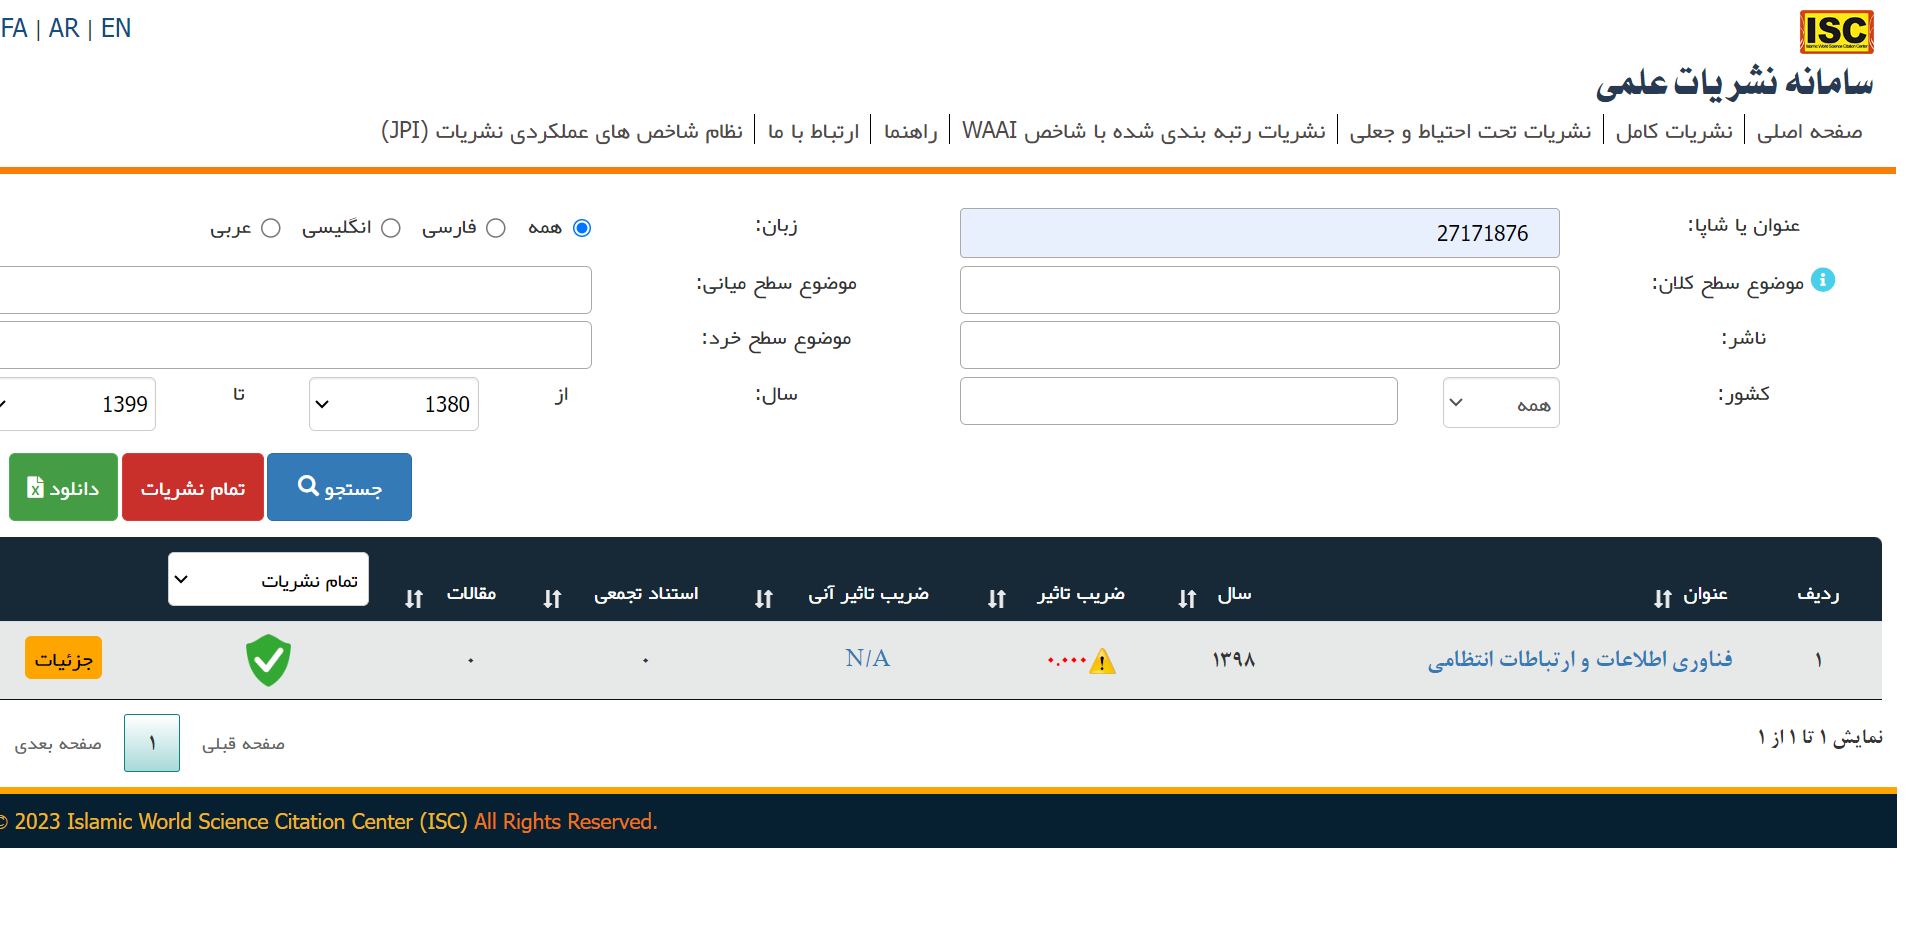 FA | AR | EN
ISC
سامانه نشریات علمی
صفحه اصلی | نشریات کامل | نشریات تحت احتیاط و جعلی | نشریات رتبه بندی شده با شاخص WAAI | راهنما | ارتباط با ما | نظام شاخص های عملکردی نشریات (JPI)
عنوان یا شاپا: 27171876 زبان: همه فارسی انگلیسی عربی
موضوع سطح کلان: موضوع سطح میانی:
ناشر: موضوع سطح خرد:
کشور: همه سال: از 1380 تا 1399
جستجو تمام نشریات دانلود
ردیف عنوان سال ضریب تاثیر ضریب تاثیر آنی استناد تجمعی مقالات تمام نشریات
۱ فناوری اطلاعات و ارتباطات انتظامی ۱۳۹۸ ۰.۰۰۰ N/A ۰ ۰ جزئیات
نمایش ۱ تا ۱ از ۱
صفحه قبلی ۱ صفحه بعدی
© 2023 Islamic World Science Citation Center (ISC) All Rights Reserved.